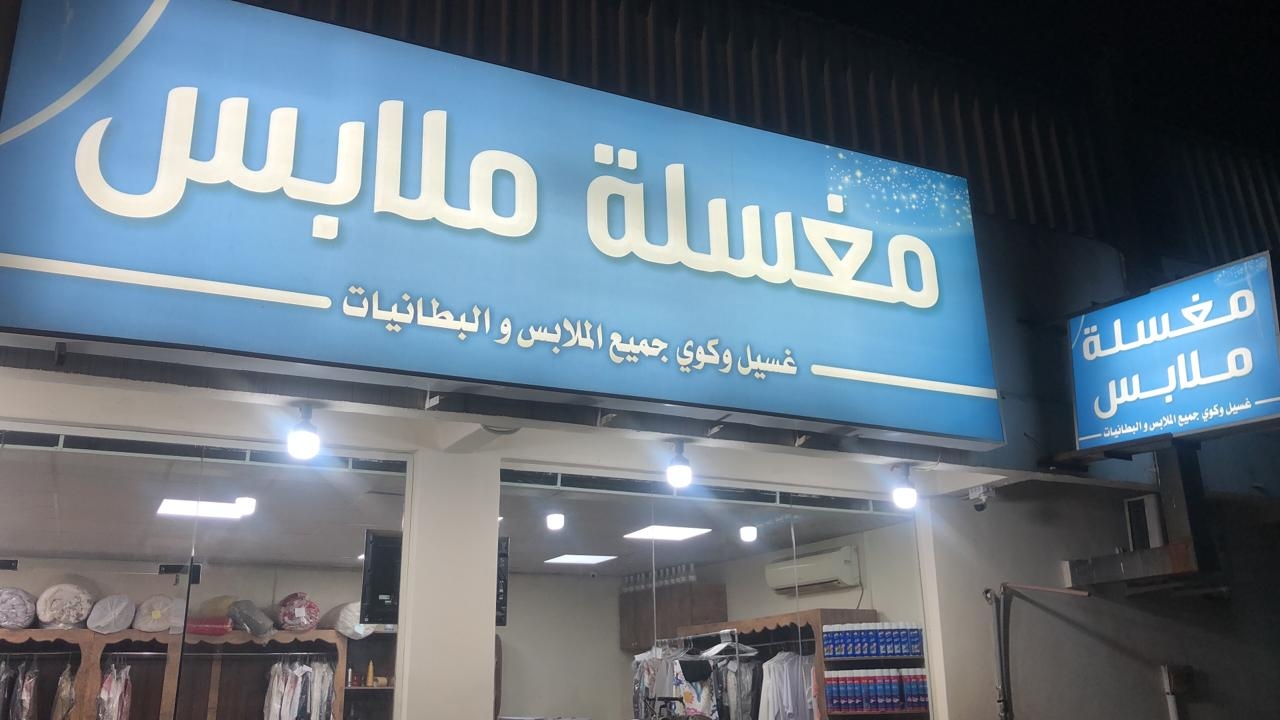 مغسلة ملابس
غسيل وكوي جميع الملابس و البطانيات
مغسلة
ملابس
غسيل وكوي جميع الملابس و البطانيات